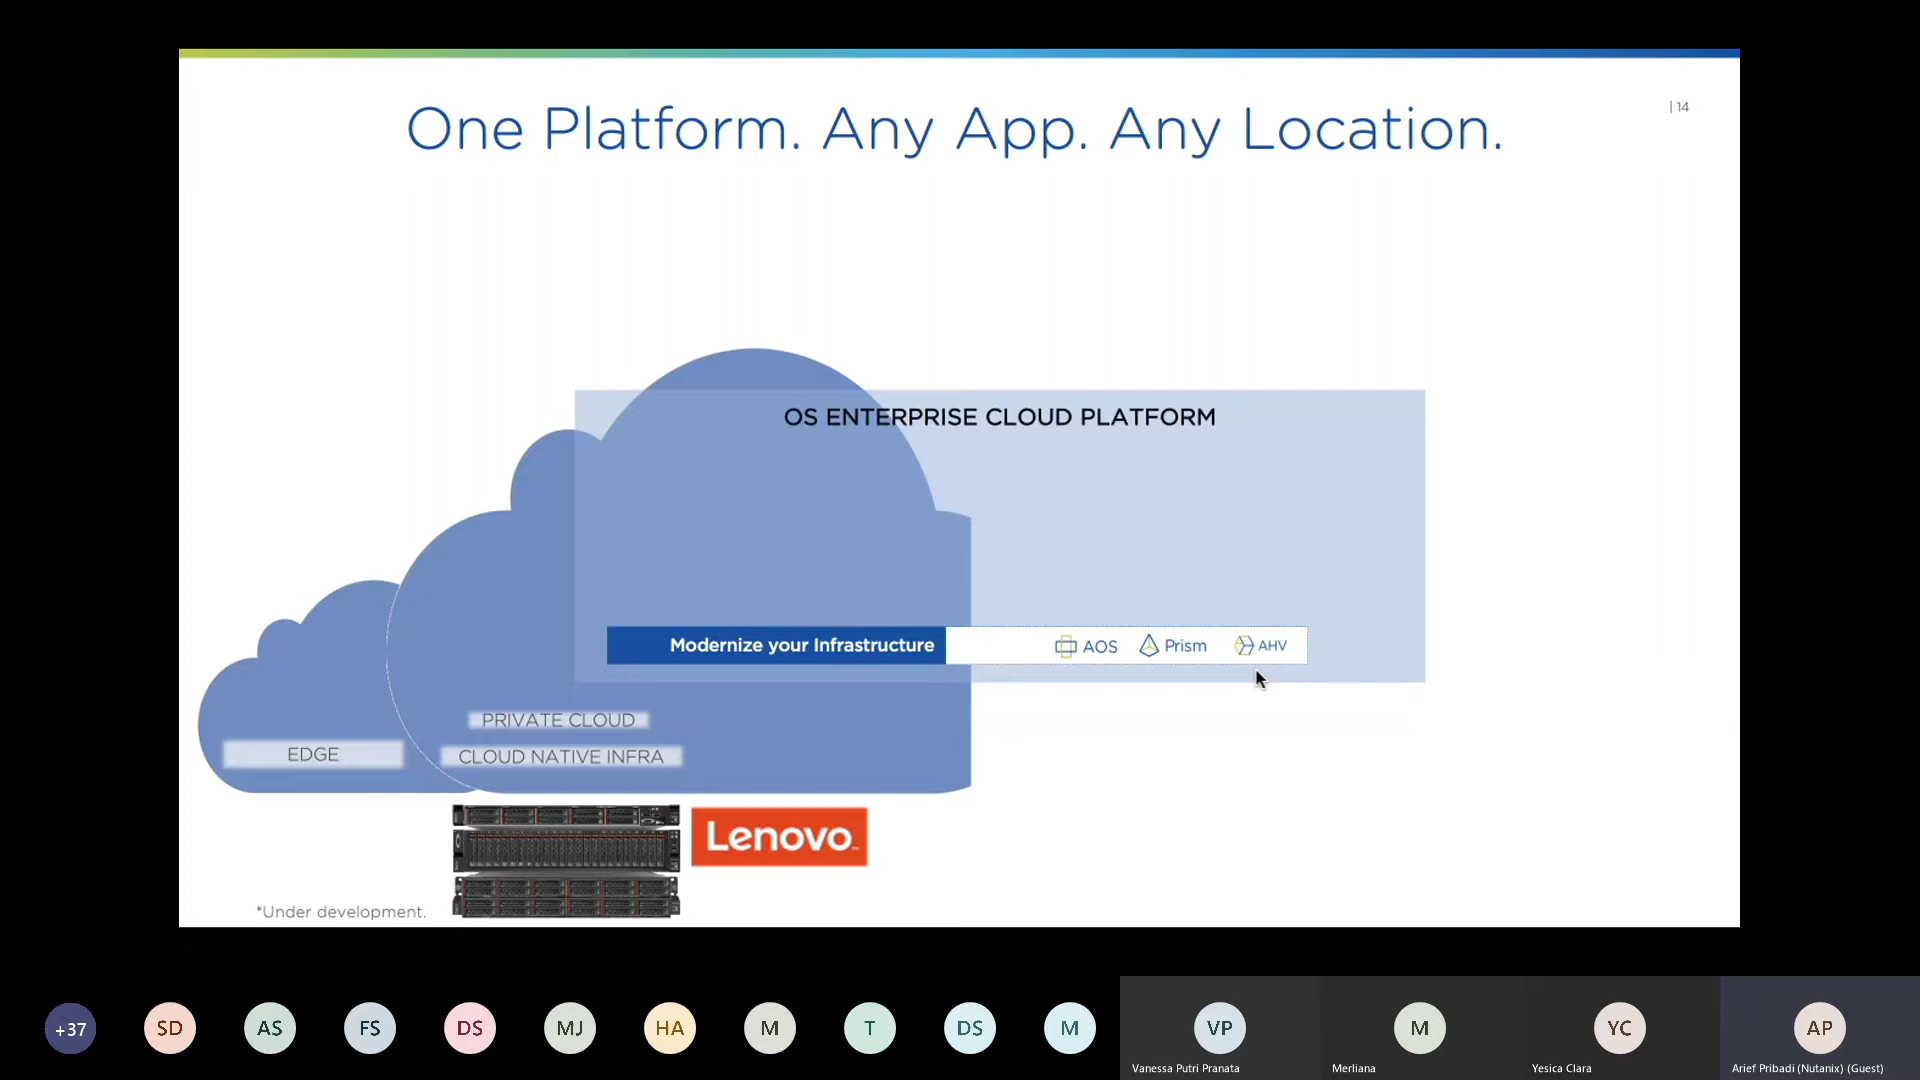 | 14
One Platform. Any App. Any Location.
OS ENTERPRISE CLOUD PLATFORM
Modernize your Infrastructure AOS Prism AHV
PRIVATE CLOUD
EDGE
CLOUD NATIVE INFRA
Lenovo
*Under development.
+37 SD AS FS DS MJ HA M T DS M VP M YC AP
Vanessa Putri Pranata Merliana Yesica Clara Arief Pribadi (Nutanix) (Guest)